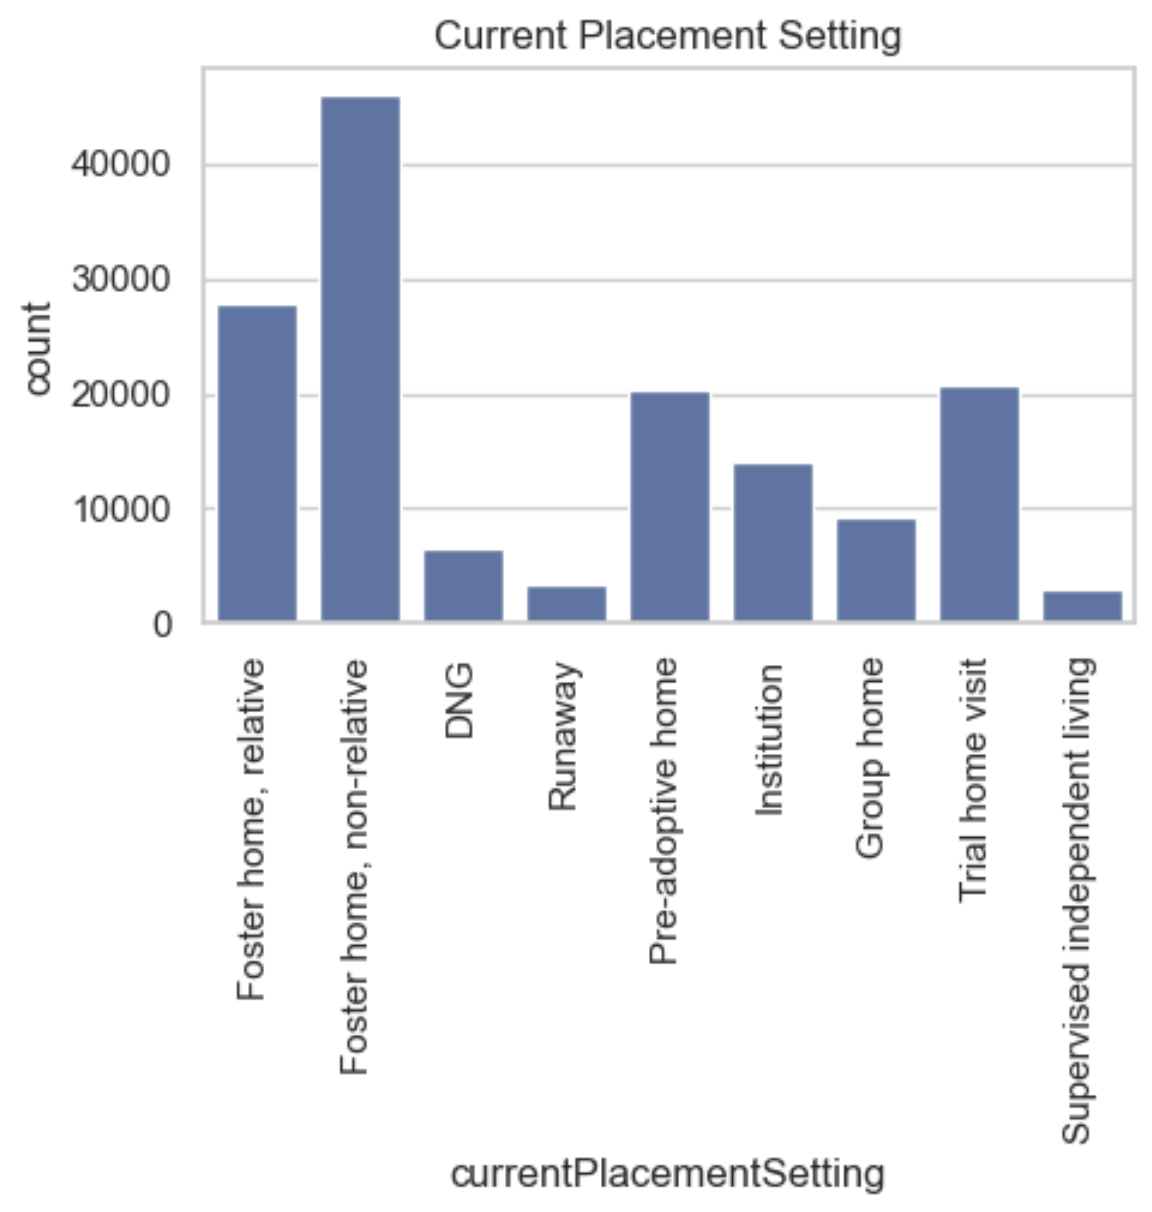 Current Placement Setting
count
40000
30000
20000
10000
0
Foster home, relative
Foster home, non-relative
DNG
Runaway
Pre-adoptive home
Institution
Group home
Trial home visit
Supervised independent living
currentPlacementSetting